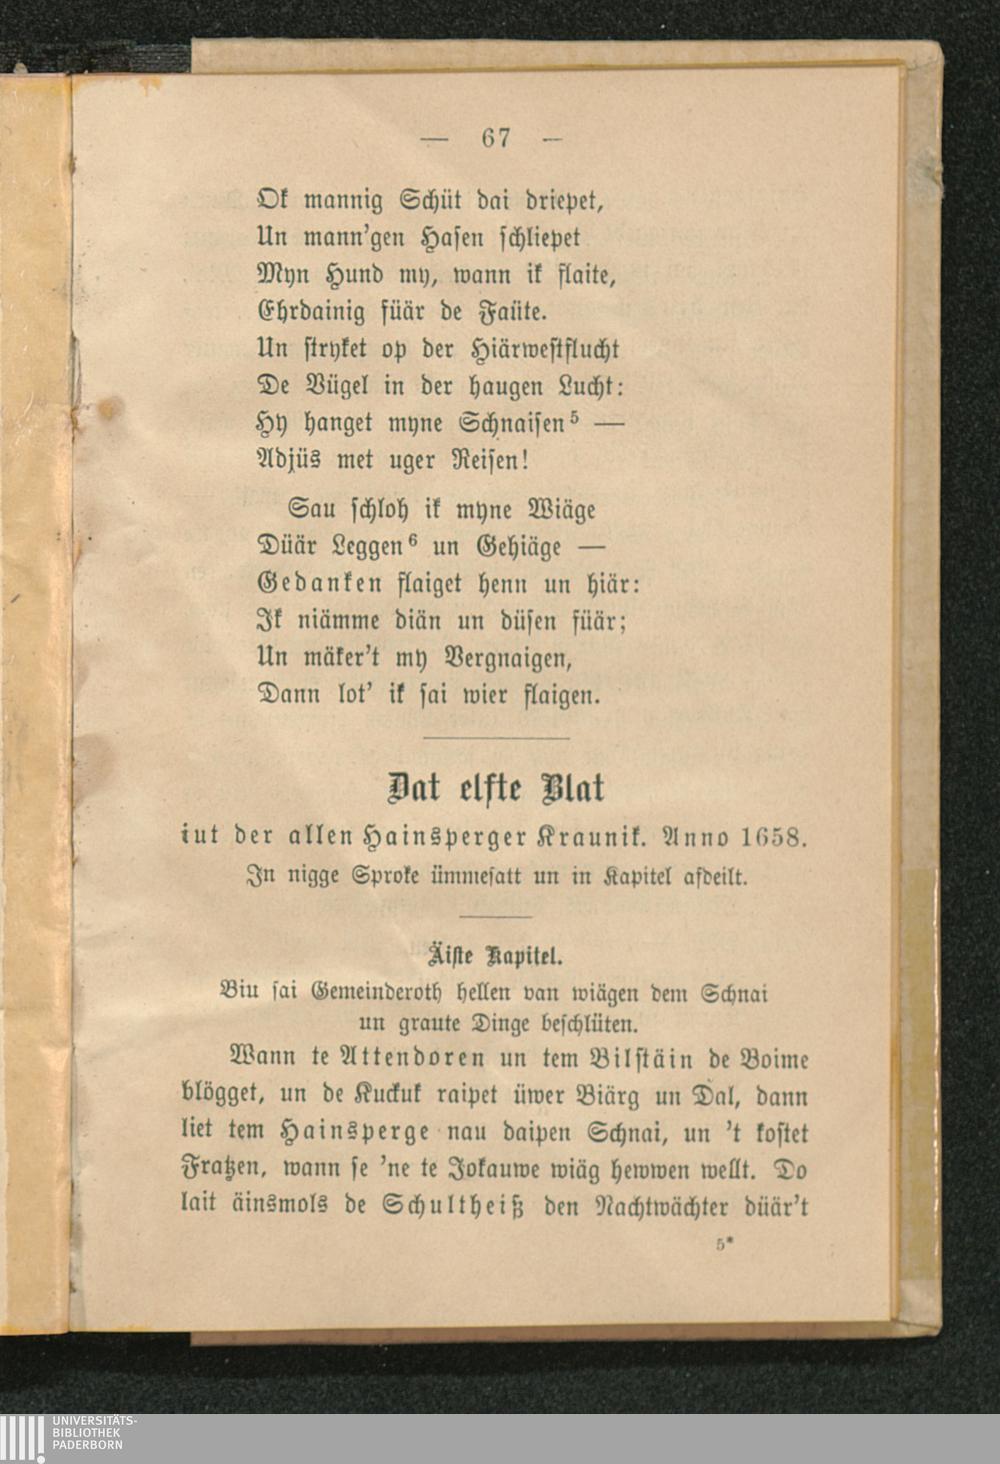 — 67 —
Ok mannig Schüt dai driepet,
Un mann'gen Hasen schliepet
Myn Hund my, wann ik flaite,
Ehrdainig füär de Faüte.
Un stryket op der Hiärwestflucht
De Vügel in der haugen Lucht:
Hy hanget myne Schnaisen⁵ —
Adjüs met uger Reisen!
Sau schloh ik myne Wiäge
Düär Leggen⁶ un Gehiäge —
Gedanken flaiget henn un hiär:
Ik niämme diän un düsen füär;
Un mäker't my Vergnaigen,
Dann lot' ik sai wier flaigen.
Dat elfte Blat
iut der allen Hainsperger Kraunik. Anno 1658.
In nigge Sproke ümmesatt un in Kapitel afdeilt.
Äiste Kapitel.
Biu sai Gemeinderoth hellen van wiägen dem Schnai
un graute Dinge beschlüten.
Wann te Attendoren un tem Bilstäin de Boime
blögget, un de Kuckuk raipet üwer Biärg un Dal, dann
liet tem Hainsperge nau daipen Schnai, un 't kostet
Fratzen, wann se 'ne te Jokauwe wiäg hewwen wellt. Do
lait äinsmols de Schultheiß den Nachtwächter düär't
5*
UNIVERSITÄTS-
BIBLIOTHEK
PADERBORN